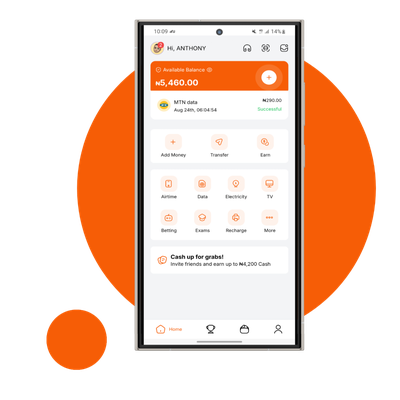 10:09
14%
Hi, ANTHONY
Available Balance
₦5,460.00
MTN data
₦290.00
Aug 24th, 06:04:54
Successful
Add Money
Transfer
Earn
Airtime
Data
Electricity
TV
Betting
Exams
Recharge
More
Cash up for grabs!
Invite friends and earn up to ₦4,200 Cash
Home